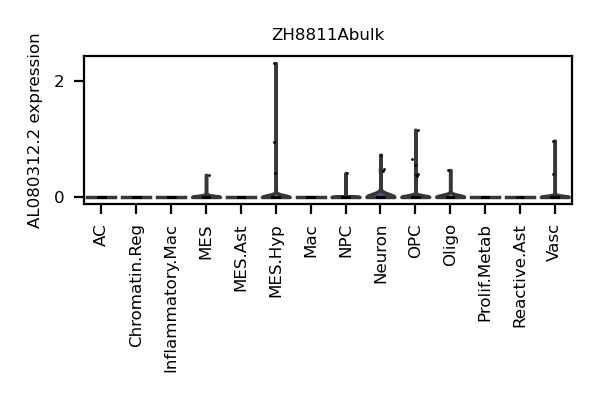 ZH8811Abulk
AL080312.2 expression
2
0
AC
Chromatin.Reg
Inflammatory.Mac
MES
MES.Ast
MES.Hyp
Mac
NPC
Neuron
OPC
Oligo
Prolif.Metab
Reactive.Ast
Vasc